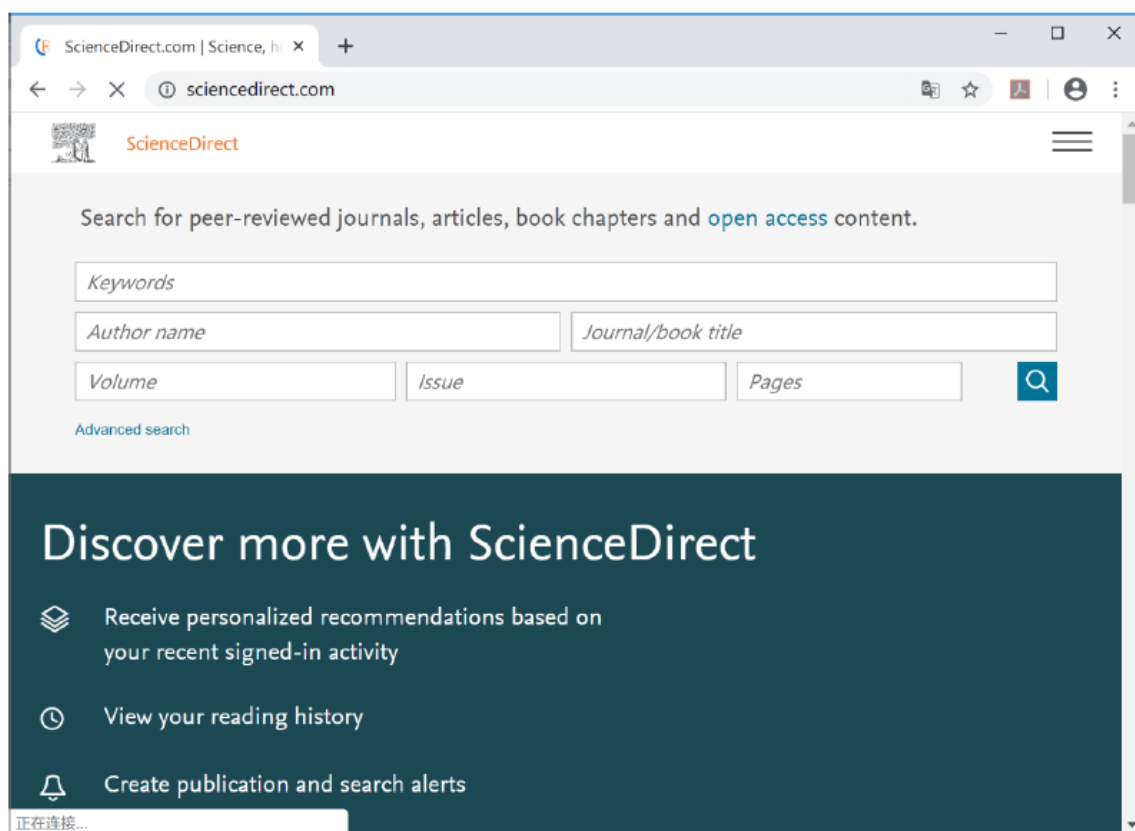 ScienceDirect.com | Science, h
sciencedirect.com
ScienceDirect
Search for peer-reviewed journals, articles, book chapters and open access content.
Keywords
Author name Journal/book title
Volume Issue Pages
Advanced search
Discover more with ScienceDirect
Receive personalized recommendations based on
your recent signed-in activity
View your reading history
Create publication and search alerts
正在连接...